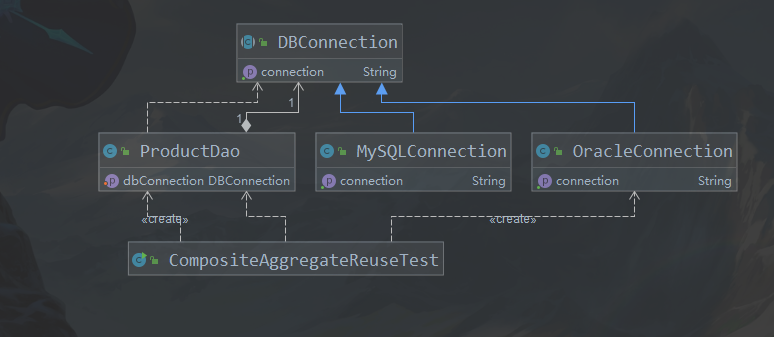 DBConnection
connection String
1
1
ProductDao
dbConnection DBConnection
MySQLConnection
connection String
OracleConnection
connection String
«create»
«create»
CompositeAggregateReuseTest